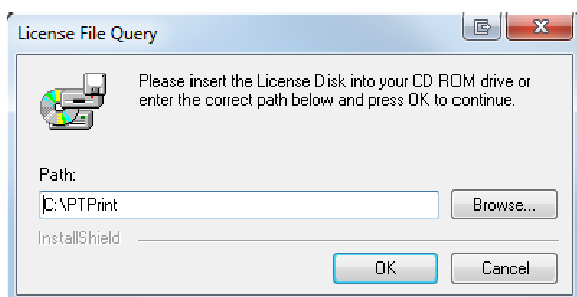 License File Query
Please insert the License Disk into your CD ROM drive or
enter the correct path below and press OK to continue.
Path:
C:\PTPrint
Browse...
InstallShield
OK
Cancel